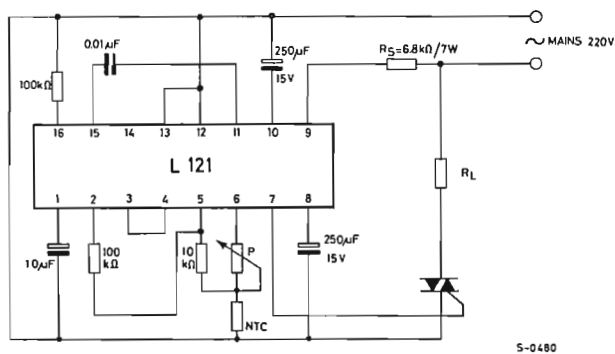 0.01µF
250µF
15V
RS=6.8kΩ/7W
∼ MAINS 220V
100kΩ
16 15 14 13 12 11 10 9
L 121
RL
1 2 3 4 5 6 7 8
10µF
100
kΩ
10
kΩ
P
250µF
15V
NTC
S-0480